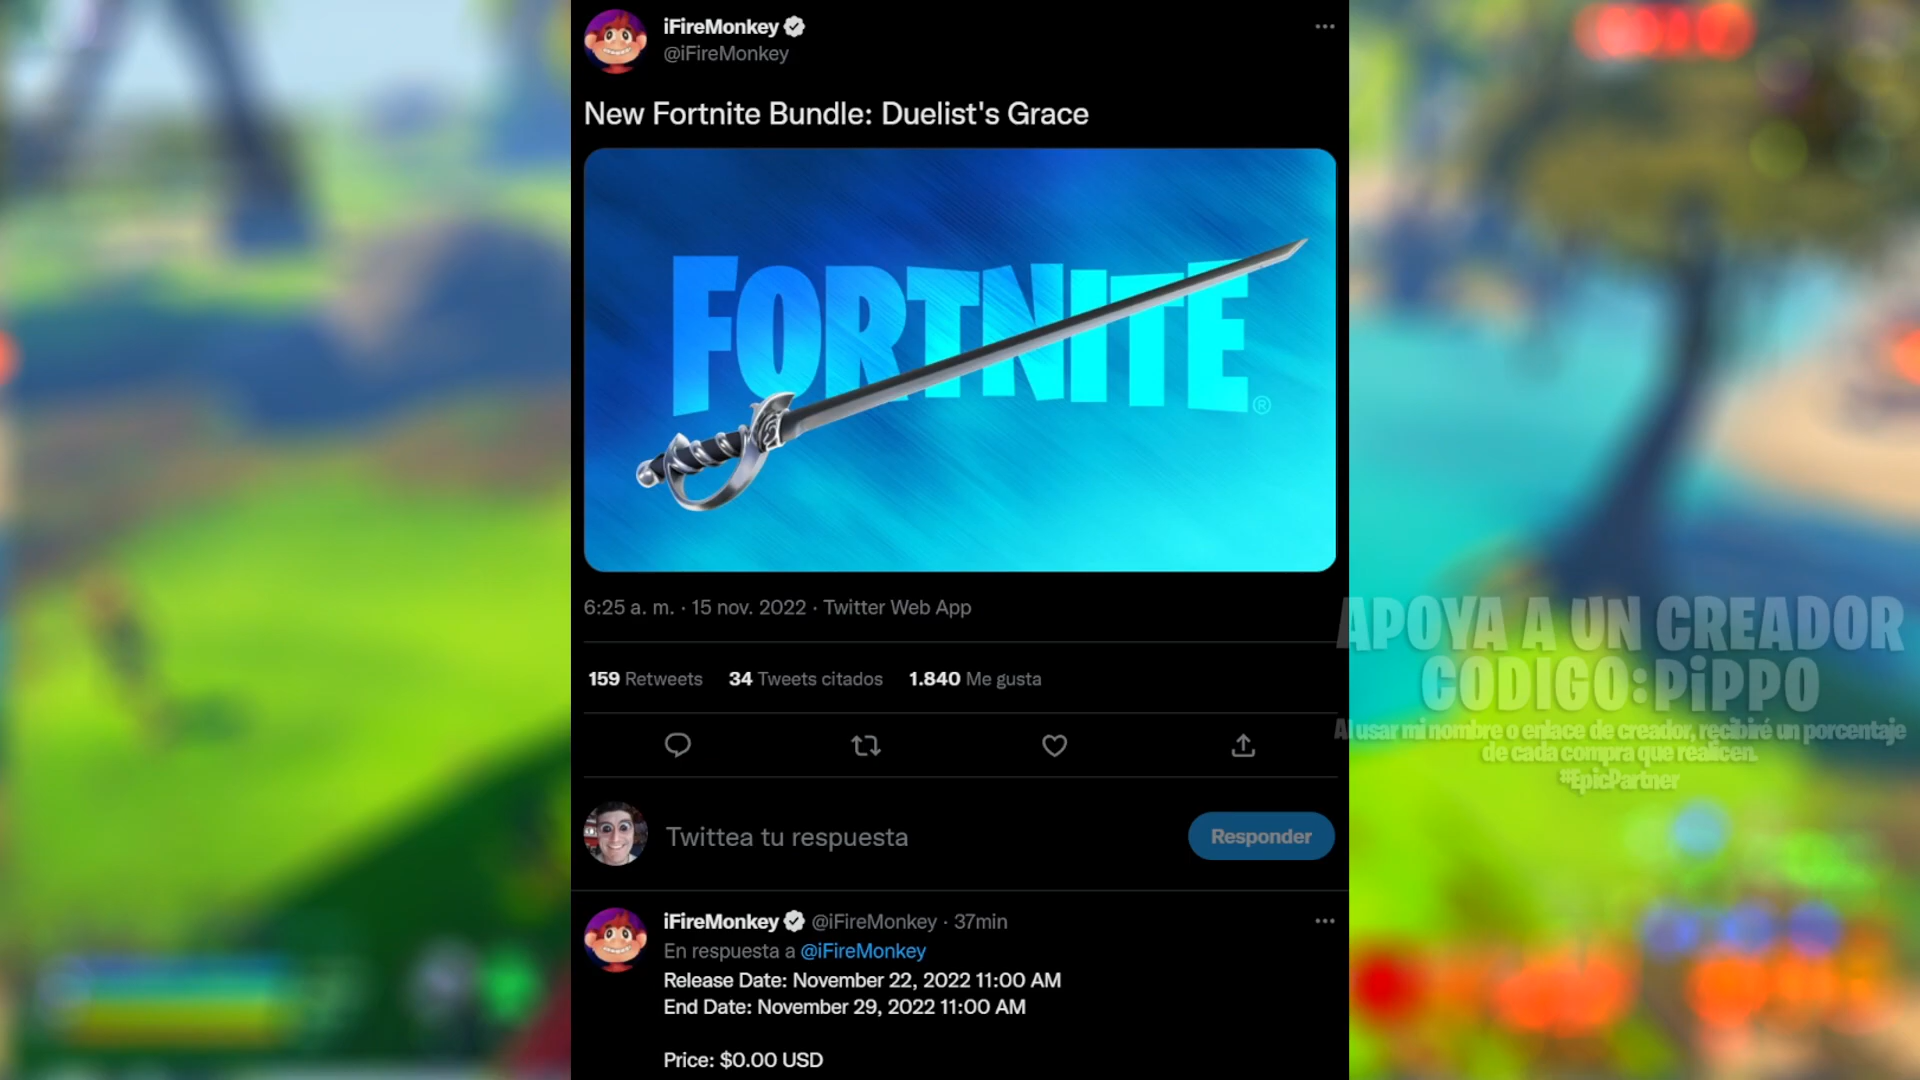 iFireMonkey
@iFireMonkey
New Fortnite Bundle: Duelist's Grace
FORTNITE®
6:25 a. m. · 15 nov. 2022 · Twitter Web App
159 Retweets 34 Tweets citados 1.840 Me gusta
Twittea tu respuesta
Responder
iFireMonkey @iFireMonkey · 37min
En respuesta a @iFireMonkey
Release Date: November 22, 2022 11:00 AM
End Date: November 29, 2022 11:00 AM
Price: $0.00 USD
APOYA A UN CREADOR
CODIGO:PiPPO
Al usar mi nombre o enlace de creador, recibiré un porcentaje
de cada compra que realicen.
#EpicPartner